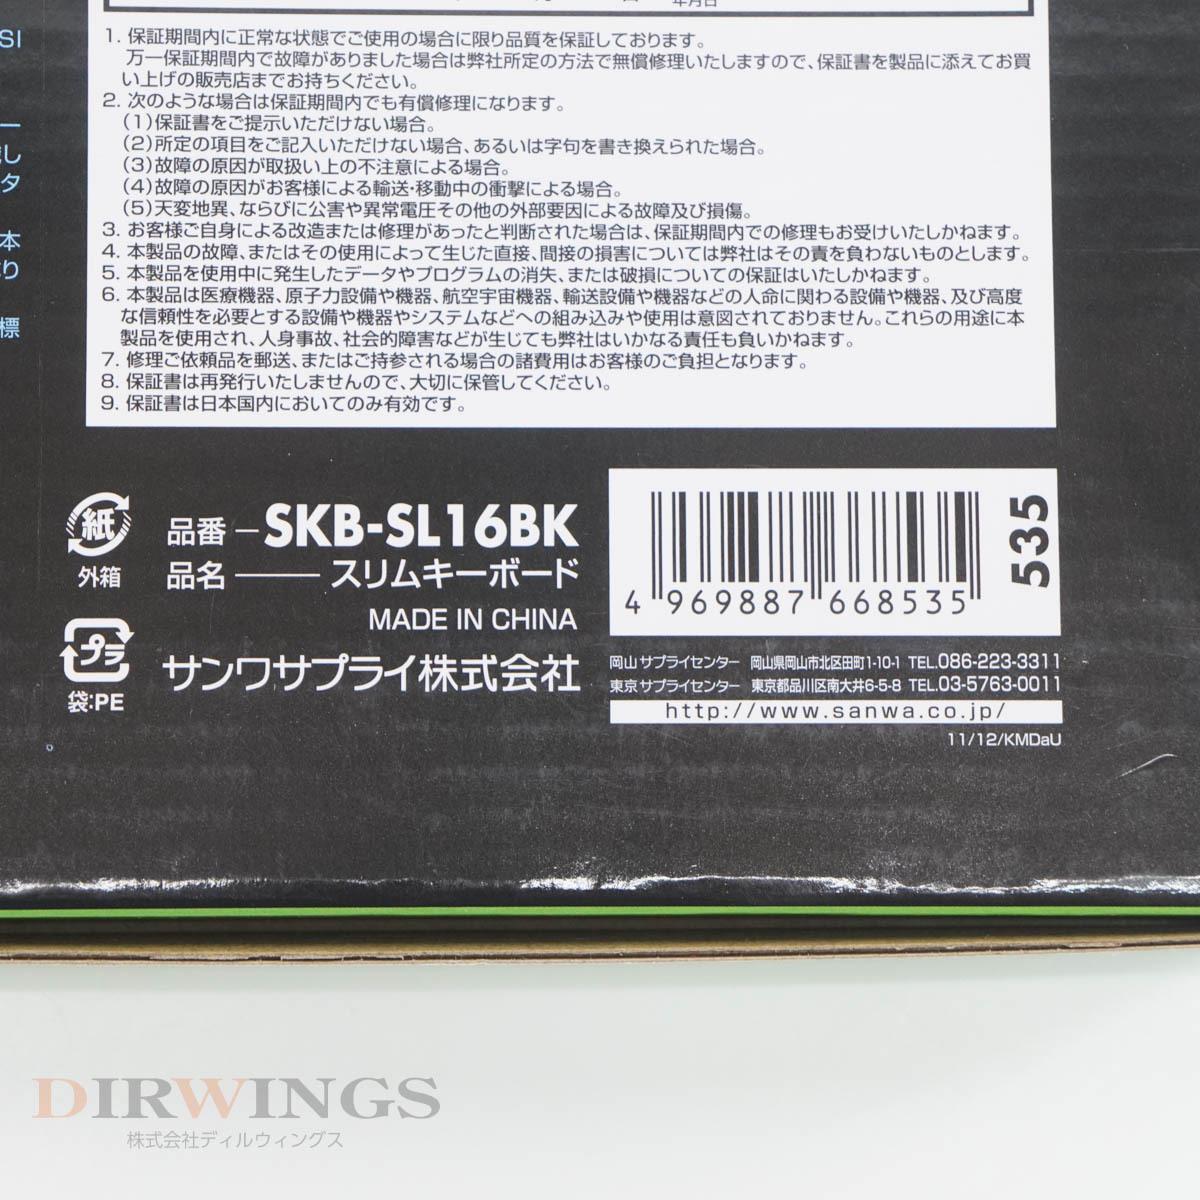 年月日
1. 保証期間内に正常な状態でご使用の場合に限り品質を保証しております。
万一保証期間内で故障がありました場合は弊社所定の方法で無償修理いたしますので、保証書を製品に添えてお買
い上げの販売店までお持ちください。
2. 次のような場合は保証期間内でも有償修理になります。
(1)保証書をご提示いただけない場合。
(2)所定の項目をご記入いただけない場合、あるいは字句を書き換えられた場合。
(3)故障の原因が取扱い上の不注意による場合。
(4)故障の原因がお客様による輸送・移動中の衝撃による場合。
(5)天変地異、ならびに公害や異常電圧その他の外部要因による故障及び損傷。
3. お客様ご自身による改造または修理があったと判断された場合は、保証期間内での修理もお受けいたしかねます。
4. 本製品の故障、またはその使用によって生じた直接、間接の損害については弊社はその責を負わないものとします。
5. 本製品を使用中に発生したデータやプログラムの消失、または破損についての保証はいたしかねます。
6. 本製品は医療機器、原子力設備や機器、航空宇宙機器、輸送設備や機器などの人命に関わる設備や機器、及び高度
な信頼性を必要とする設備や機器やシステムなどへの組み込みや使用は意図されておりません。これらの用途に本
製品を使用され、人身事故、社会的障害などが生じても弊社はいかなる責任も負いかねます。
7. 修理ご依頼品を郵送、またはご持参される場合の諸費用はお客様のご負担となります。
8. 保証書は再発行いたしませんので、大切に保管してください。
9. 保証書は日本国内においてのみ有効です。
SI
ー
し
タ
本
り
標
紙
外箱
プラ
袋:PE
品番 – SKB-SL16BK
品名 —— スリムキーボード
MADE IN CHINA
サンワサプライ株式会社
4 969887 668535
535
岡山 サプライセンター 岡山県岡山市北区田町1-10-1 TEL.086-223-3311
東京 サプライセンター 東京都品川区南大井6-5-8 TEL.03-5763-0011
http://www.sanwa.co.jp/
11/12/KMDaU
DIRWINGS
株式会社ディルウィングス